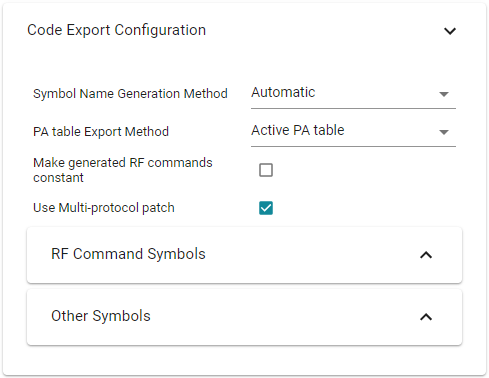 Code Export Configuration
Symbol Name Generation Method
Automatic
PA table Export Method
Active PA table
Make generated RF commands
constant
Use Multi-protocol patch
RF Command Symbols
Other Symbols